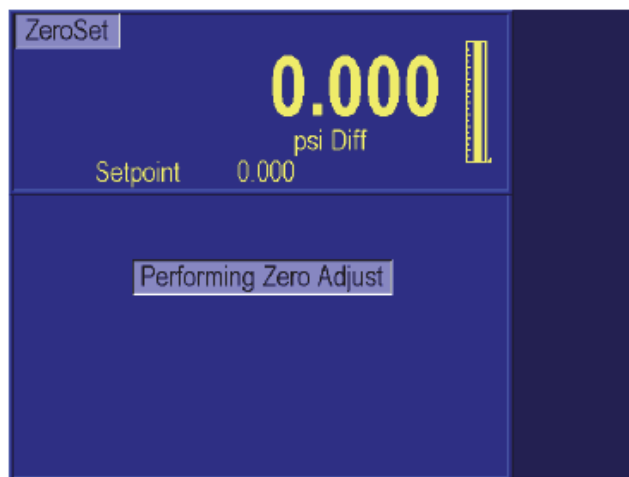 ZeroSet
0.000
psi Diff
Setpoint 0.000
Performing Zero Adjust